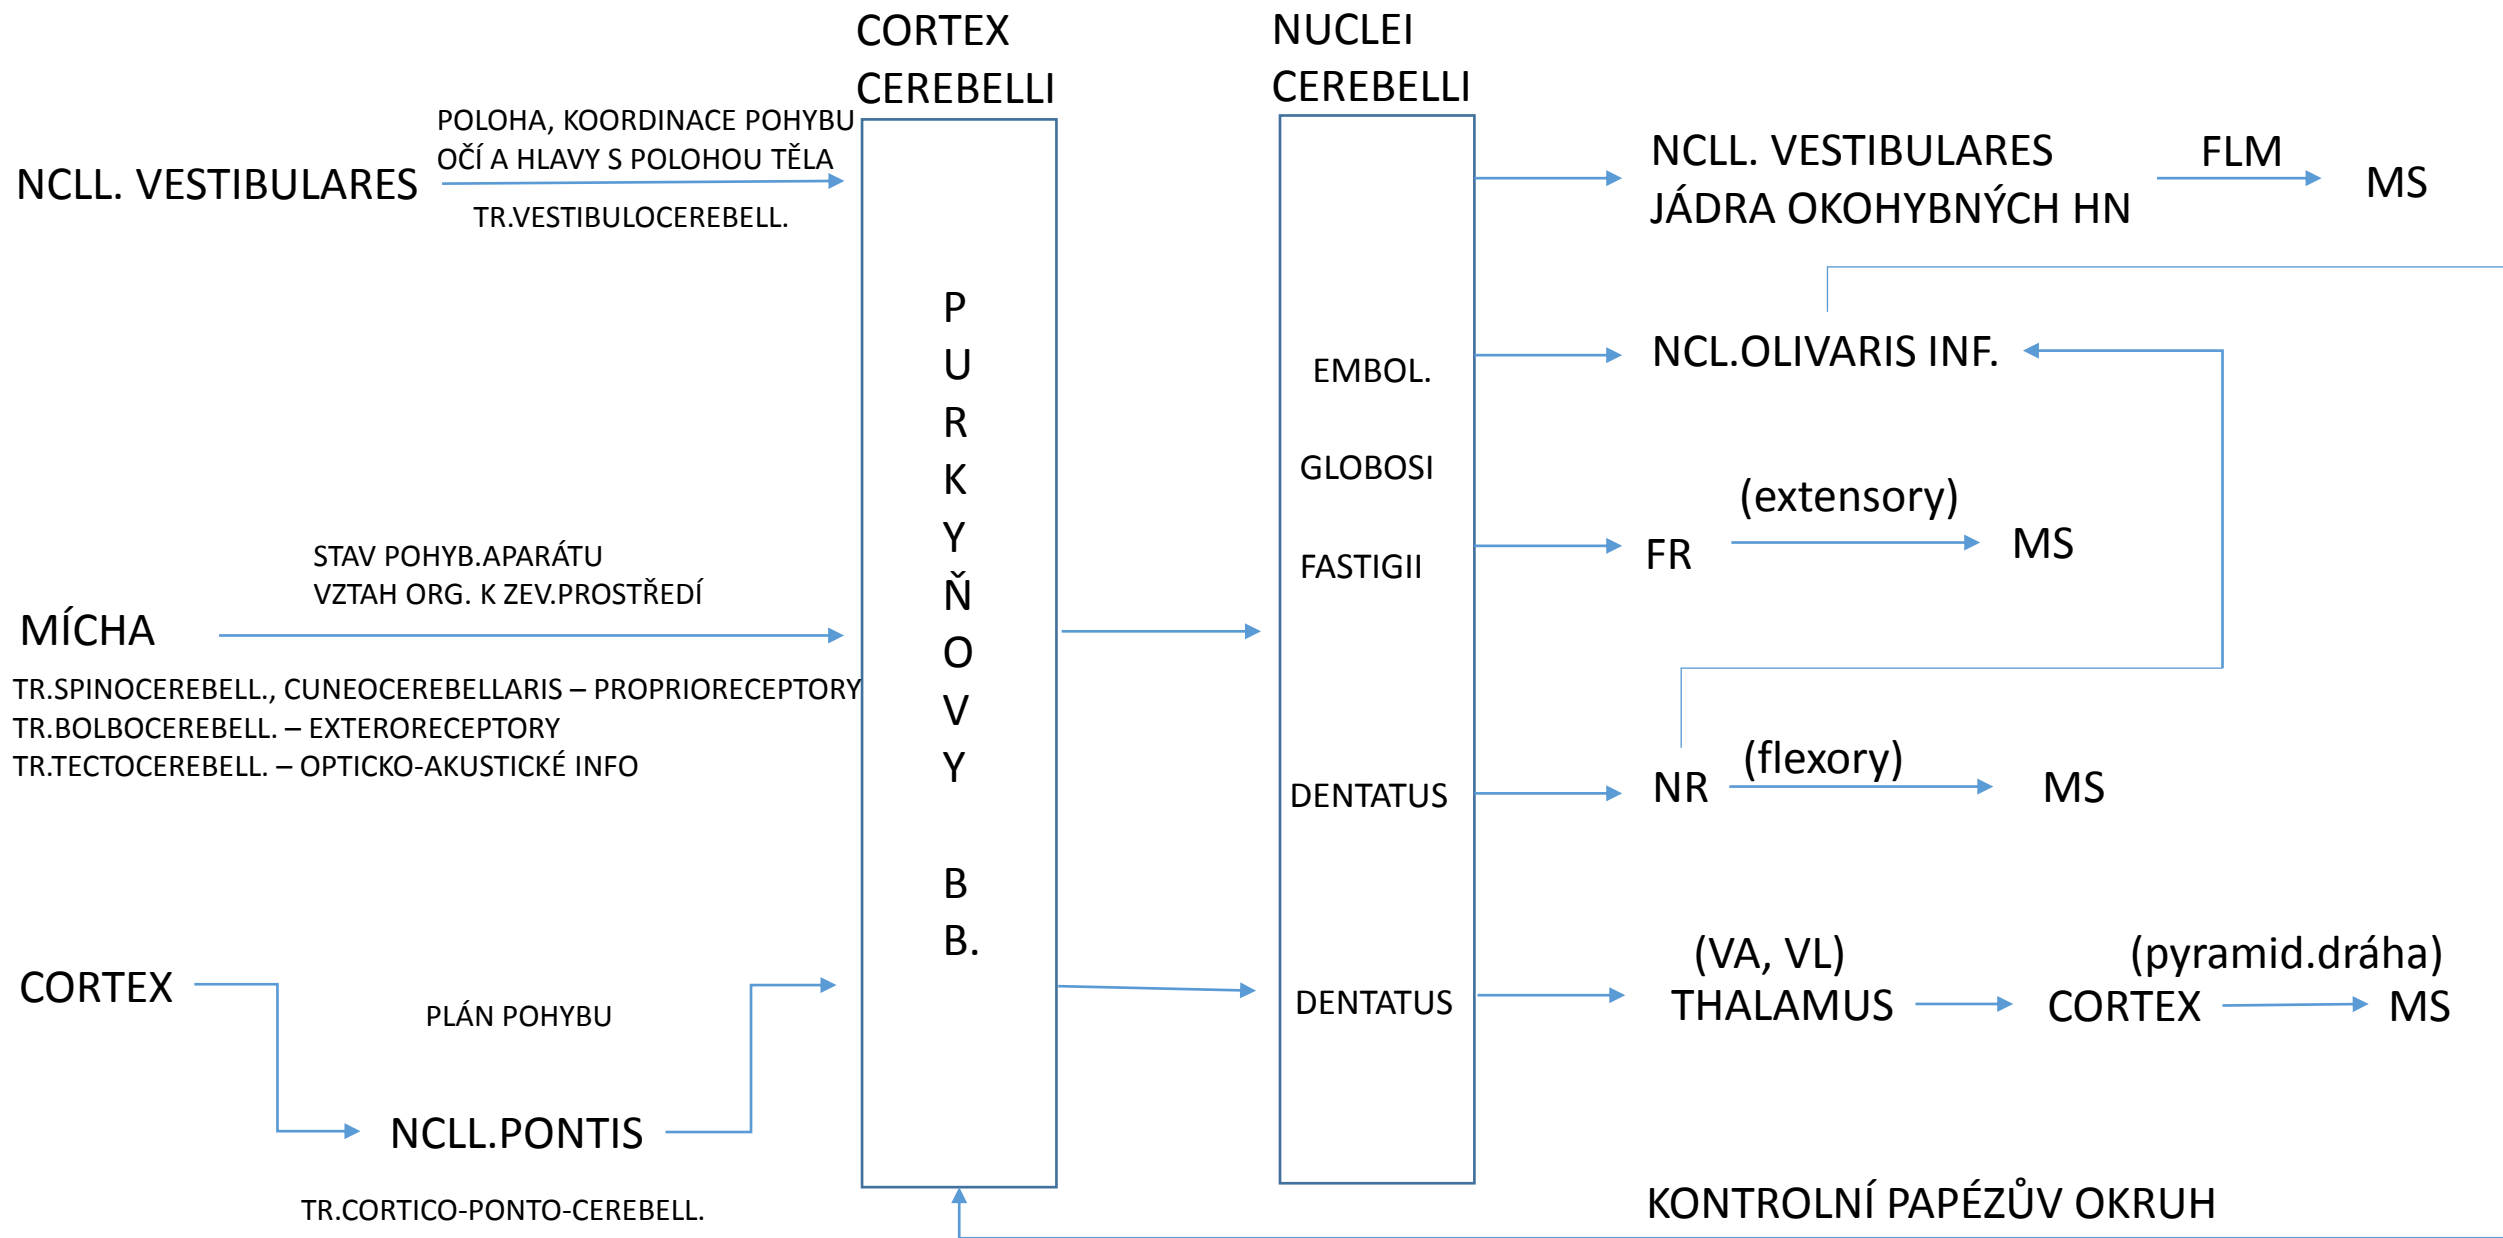 CORTEX
CEREBELLI
NUCLEI
CEREBELLI
POLOHA, KOORDINACE POHYBU
OČÍ A HLAVY S POLOHOU TĚLA
NCLL. VESTIBULARES
TR.VESTIBULOCEREBELL.
NCLL. VESTIBULARES
JÁDRA OKOHYBNÝCH HN
FLM
MS
P
U
R
K
Y
Ň
O
V
Y
B
B.
EMBOL.
GLOBOSI
FASTIGII
DENTATUS
DENTATUS
NCL.OLIVARIS INF.
(extensory)
FR
MS
STAV POHYB.APARÁTU
VZTAH ORG. K ZEV.PROSTŘEDÍ
MÍCHA
TR.SPINOCEREBELL., CUNEOCEREBELLARIS – PROPRIORECEPTORY
TR.BOLBOCEREBELL. – EXTERORECEPTORY
TR.TECTOCEREBELL. – OPTICKO-AKUSTICKÉ INFO
(flexory)
NR
MS
CORTEX
PLÁN POHYBU
NCLL.PONTIS
TR.CORTICO-PONTO-CEREBELL.
(VA, VL)
THALAMUS
(pyramid.dráha)
CORTEX
MS
KONTROLNÍ PAPÉZŮV OKRUH